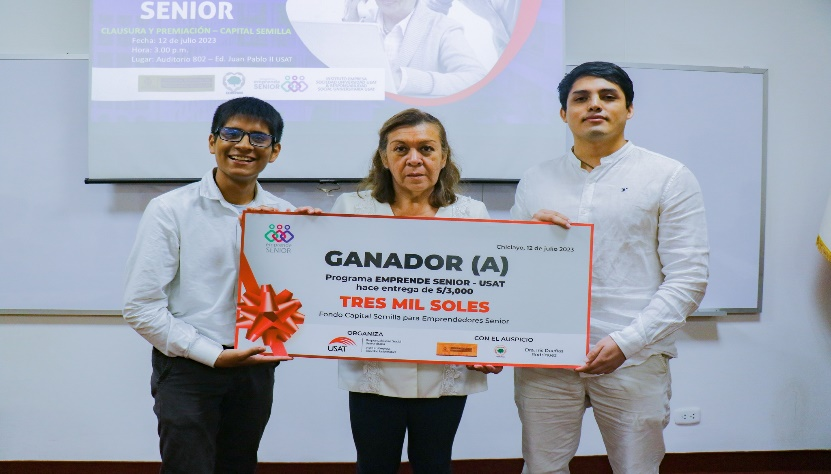 SENIOR
CLAUSURA Y PREMIACIÓN – CAPITAL SEMILLA
Fecha: 12 de julio 2023
Hora: 3.00 p.m.
Lugar: Auditorio 902 – Ed. Juan Pablo II USAT
SENIOR
SENIOR
Chiclayo, 12 de julio 2023
GANADOR (A)
Programa EMPRENDE SENIOR - USAT
hace entrega de S/3,000
TRES MIL SOLES
Fondo Capital Semilla para Emprendedores Senior
ORGANIZA
CON EL AUSPICIO
USAT